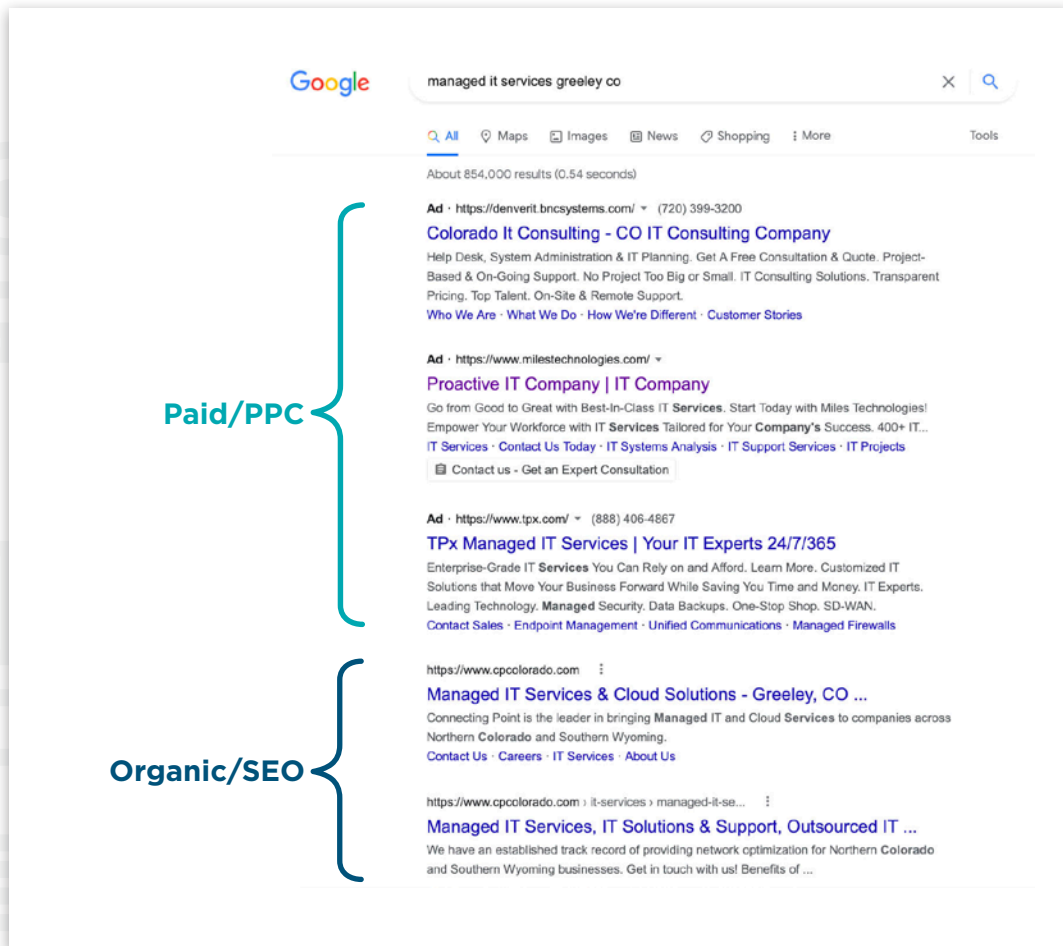 Google
managed it services greeley co
All Maps Images News Shopping More Tools
About 854,000 results (0.54 seconds)
Paid/PPC
Ad · https://denverit.bncsystems.com/ (720) 399-3200
Colorado It Consulting - CO IT Consulting Company
Help Desk, System Administration & IT Planning. Get A Free Consultation & Quote. Project-
Based & On-Going Support. No Project Too Big or Small. IT Consulting Solutions. Transparent
Pricing. Top Talent. On-Site & Remote Support.
Who We Are · What We Do · How We're Different · Customer Stories
Ad · https://www.milestechnologies.com/
Proactive IT Company | IT Company
Go from Good to Great with Best-In-Class IT Services. Start Today with Miles Technologies!
Empower Your Workforce with IT Services Tailored for Your Company's Success. 400+ IT...
IT Services · Contact Us Today · IT Systems Analysis · IT Support Services · IT Projects
Contact us - Get an Expert Consultation
Ad · https://www.tpx.com/ (888) 406-4867
TPx Managed IT Services | Your IT Experts 24/7/365
Enterprise-Grade IT Services You Can Rely on and Afford. Learn More. Customized IT
Solutions that Move Your Business Forward While Saving You Time and Money. IT Experts.
Leading Technology. Managed Security. Data Backups. One-Stop Shop. SD-WAN.
Contact Sales · Endpoint Management · Unified Communications · Managed Firewalls
Organic/SEO
https://www.cpcolorado.com
Managed IT Services & Cloud Solutions - Greeley, CO ...
Connecting Point is the leader in bringing Managed IT and Cloud Services to companies across
Northern Colorado and Southern Wyoming.
Contact Us · Careers · IT Services · About Us
https://www.cpcolorado.com › it-services › managed-it-se...
Managed IT Services, IT Solutions & Support, Outsourced IT ...
We have an established track record of providing network optimization for Northern Colorado
and Southern Wyoming businesses. Get in touch with us! Benefits of ...